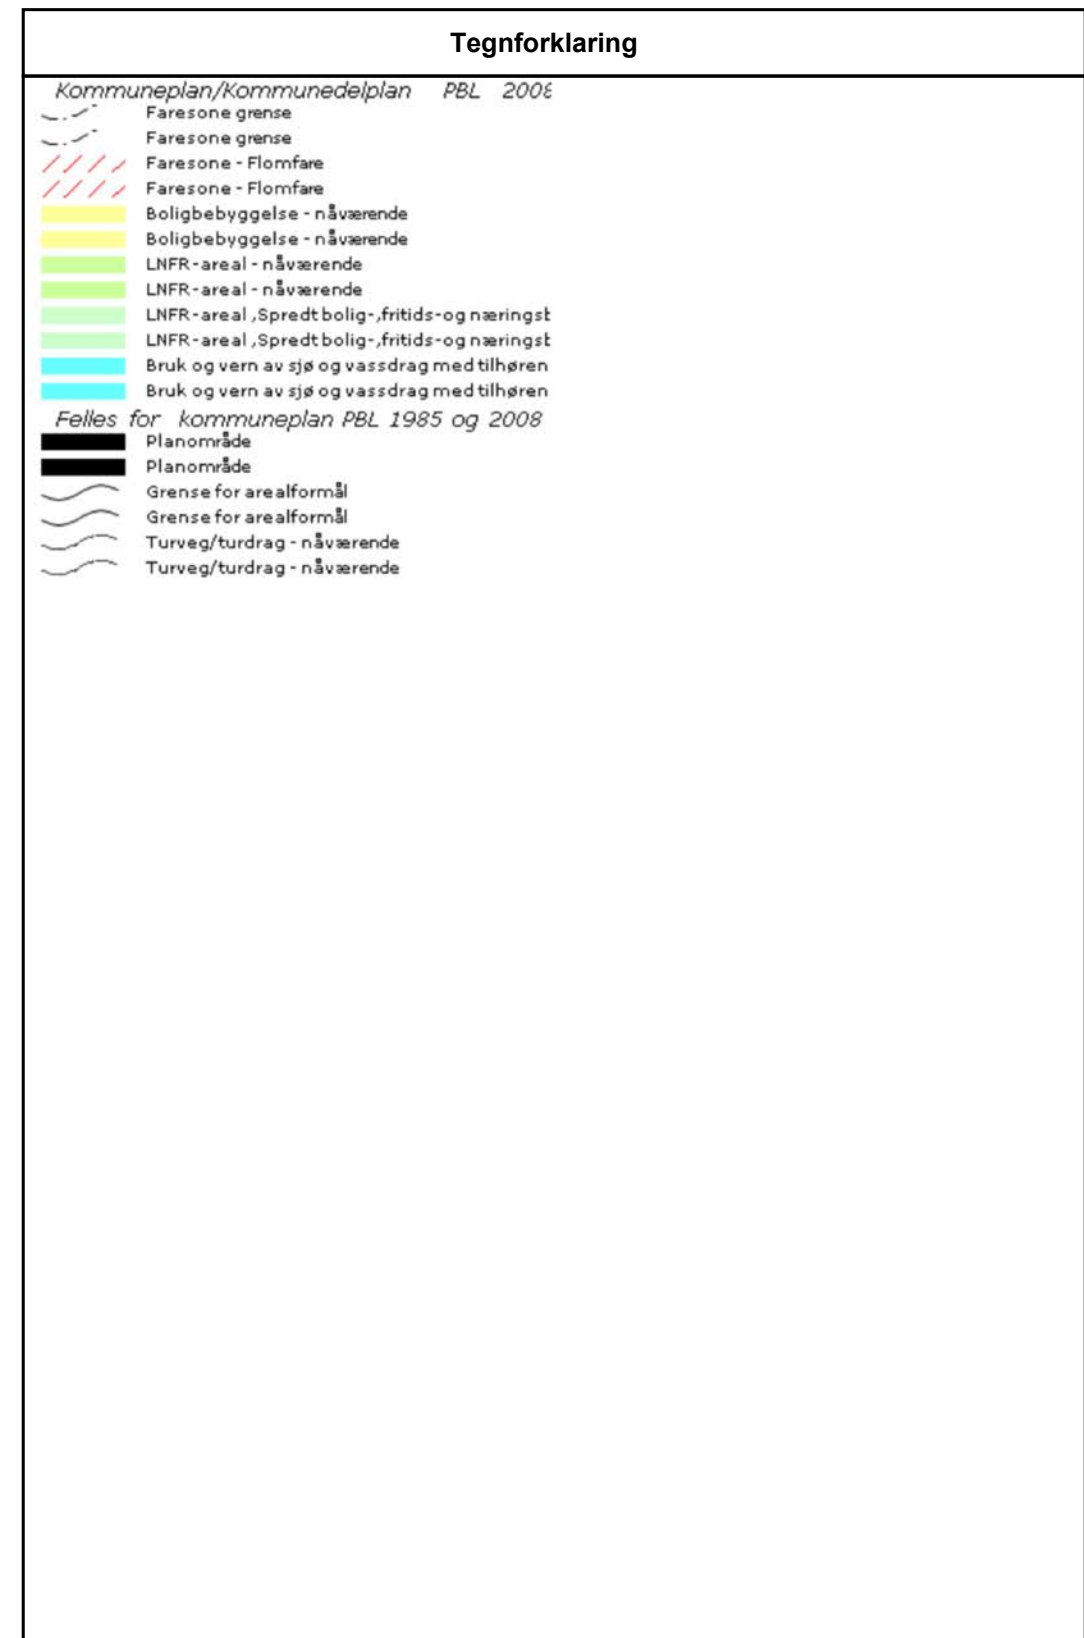 Tegnforklaring
Kommuneplan/Kommunedelplan PBL 2008
Faresone grense
Faresone grense
Faresone - Flomfare
Faresone - Flomfare
Boligbebyggelse - nåværende
Boligbebyggelse - nåværende
LNFR-areal - nåværende
LNFR-areal - nåværende
LNFR-areal ,Spredt bolig-,fritids-og næringst
LNFR-areal ,Spredt bolig-,fritids-og næringst
Bruk og vern av sjø og vassdrag med tilhøren
Bruk og vern av sjø og vassdrag med tilhøren
Felles for kommuneplan PBL 1985 og 2008
Planområde
Planområde
Grense for arealformål
Grense for arealformål
Turveg/turdrag - nåværende
Turveg/turdrag - nåværende